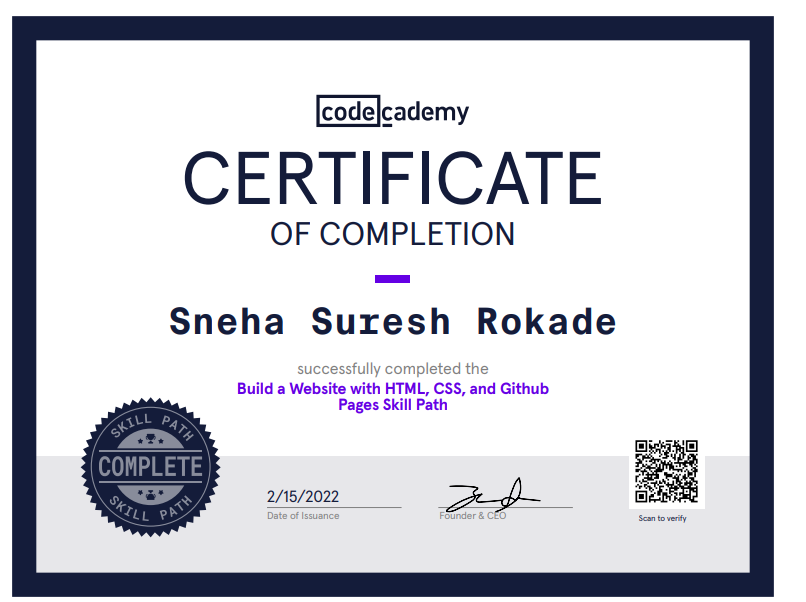 codecademy
CERTIFICATE
OF COMPLETION
Sneha Suresh Rokade
successfully completed the
Build a Website with HTML, CSS, and Github
Pages Skill Path
SKILL PATH
COMPLETE
SKILL PATH
2/15/2022
Date of Issuance
Founder & CEO
Scan to verify